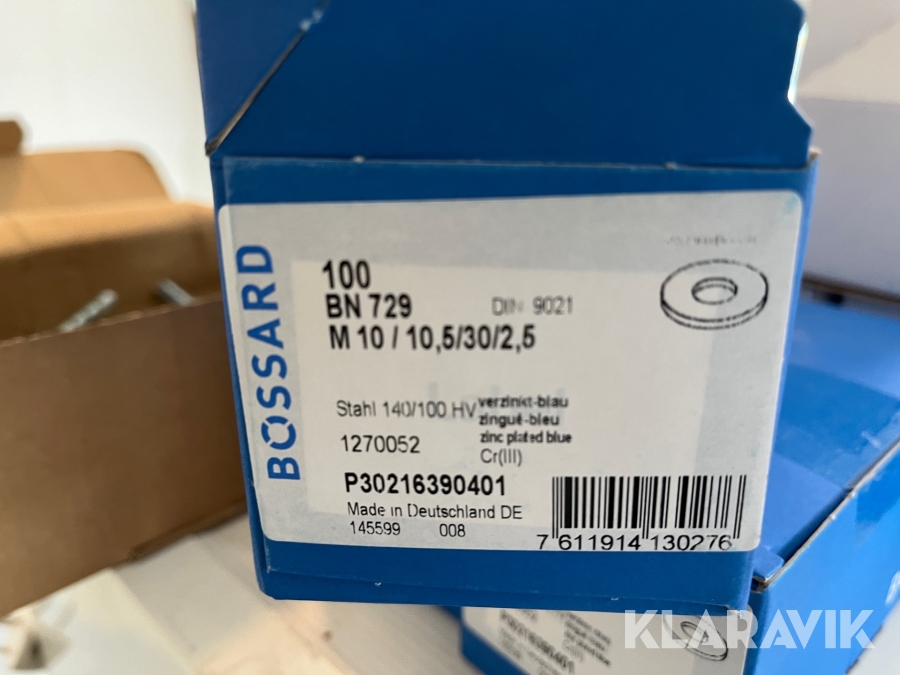 BOSSARD
100
BN 729 DIN 9021
M 10 / 10,5/30/2,5
Stahl 140/100 HV verzinkt-blau
zingué-bleu
zinc plated blue
1270052 Cr(III)
P30216390401
Made in Deutschland DE
145599 008
7 611914 130276
P30216390401
KLARAVIK